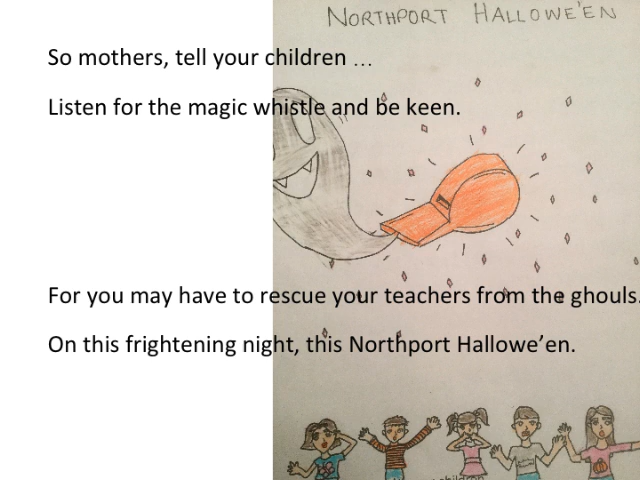 NORTHPORT HALLOWE'EN
So mothers, tell your children …
Listen for the magic whistle and be keen.
For you may have to rescue your teachers from the ghouls.
On this frightening night, this Northport Hallowe’en.
children